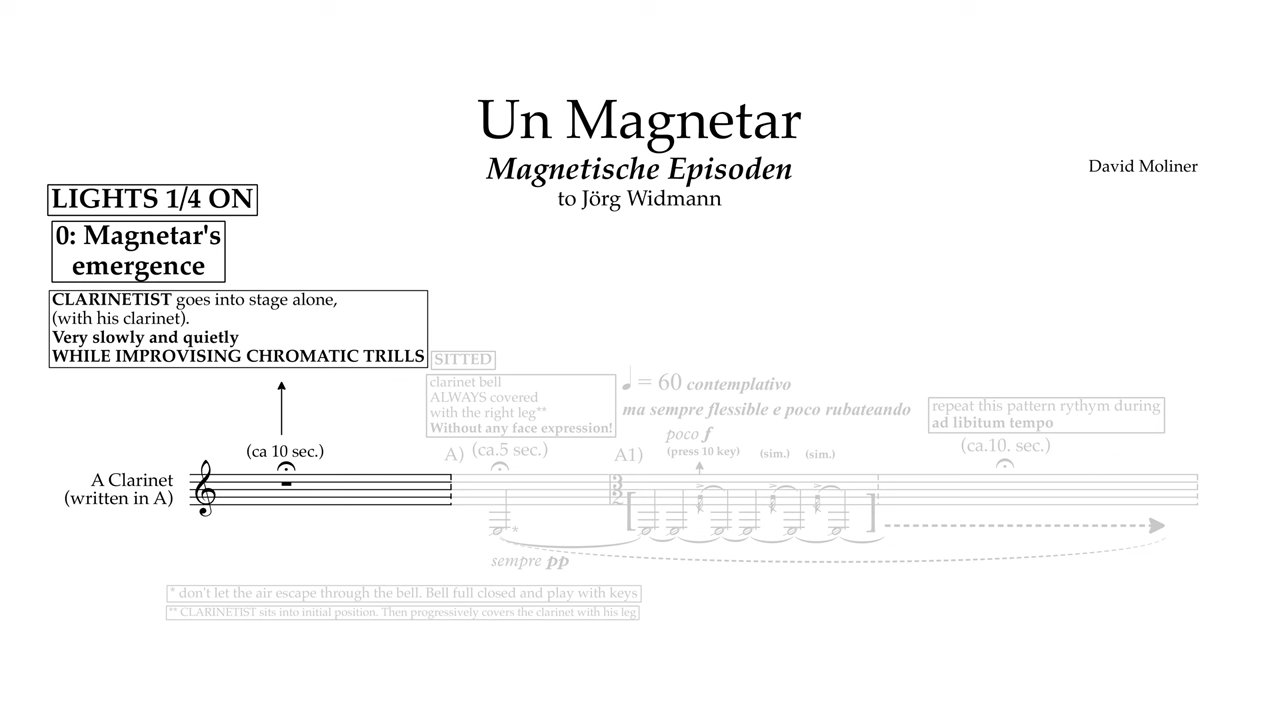 Un Magnetar
Magnetische Episoden
to Jörg Widmann
David Moliner
LIGHTS 1/4 ON
0: Magnetar's
emergence
CLARINETIST goes into stage alone,
(with his clarinet).
Very slowly and quietly
WHILE IMPROVISING CHROMATIC TRILLS
SITTED
clarinet bell
ALWAYS covered
with the right leg**
Without any face expression!
♩ = 60 contemplativo
ma sempre flessibile e poco rubateando
repeat this pattern rythym during
ad libitum tempo
poco f
(ca 10 sec.)
A) (ca.5 sec.)
A1)
(press 10 key) (sim.) (sim.)
(ca.10. sec.)
A Clarinet
(written in A)
3
2
*
sempre pp
* don't let the air escape through the bell. Bell full closed and play with keys
** CLARINETIST sits into initial position. Then progressively covers the clarinet with his leg